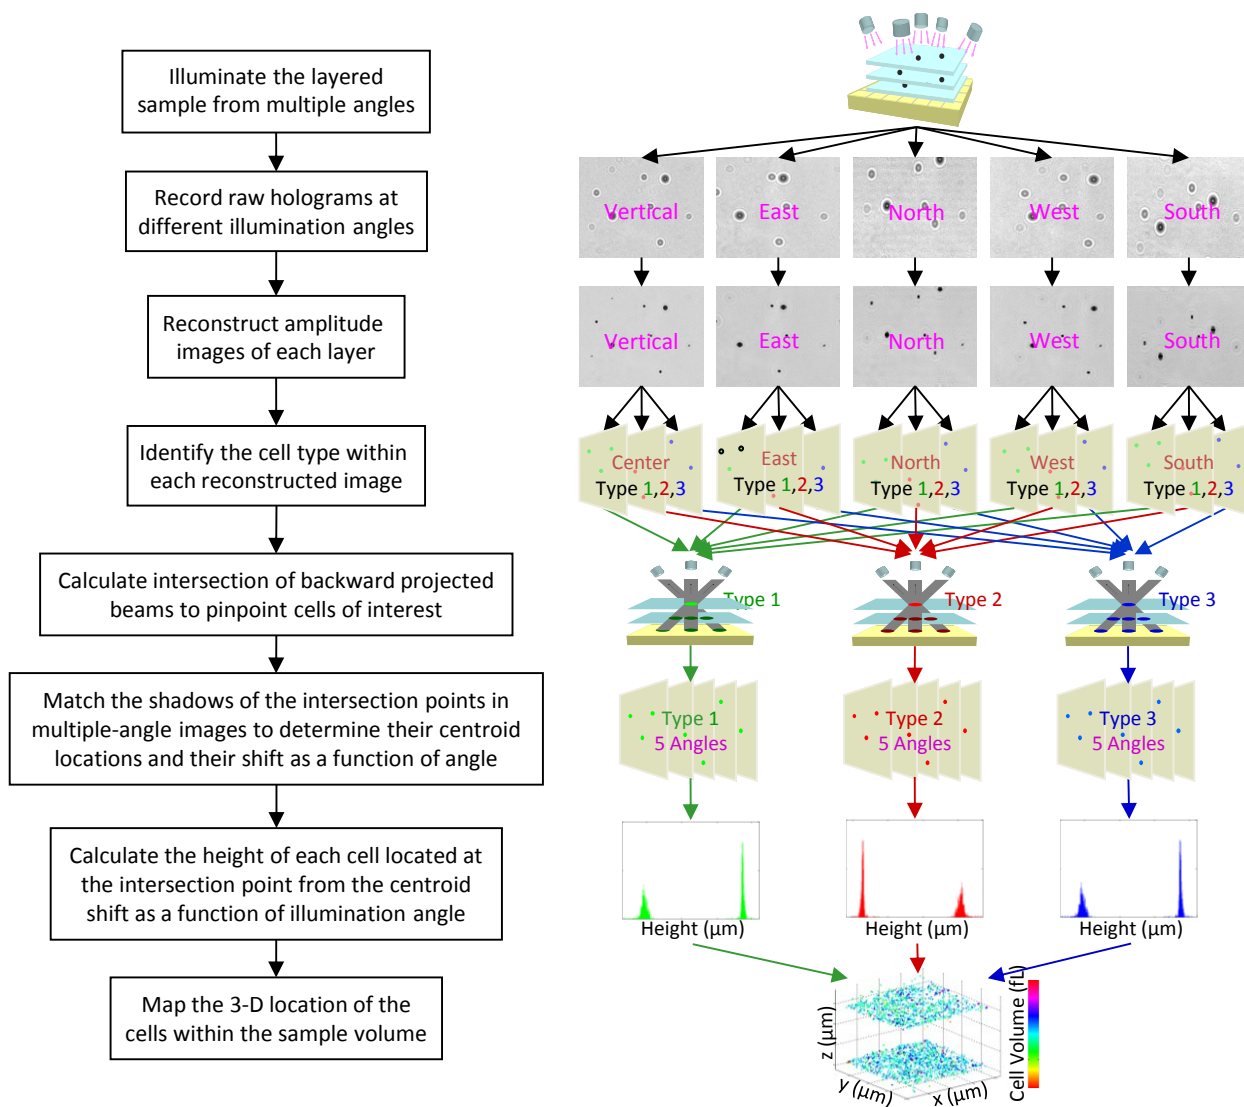 Illuminate the layered
sample from multiple angles
Record raw holograms at
different illumination angles
Reconstruct amplitude
images of each layer
Identify the cell type within
each reconstructed image
Calculate intersection of backward projected
beams to pinpoint cells of interest
Match the shadows of the intersection points in
multiple-angle images to determine their centroid
locations and their shift as a function of angle
Calculate the height of each cell located at
the intersection point from the centroid
shift as a function of illumination angle
Map the 3-D location of the
cells within the sample volume
Vertical
East
North
West
South
Vertical
East
North
West
South
Center
Type 1,2,3
East
Type 1,2,3
North
Type 1,2,3
West
Type 1,2,3
South
Type 1,2,3
Type 1
Type 2
Type 3
Type 1
5 Angles
Type 2
5 Angles
Type 3
5 Angles
Height (µm)
Height (µm)
Height (µm)
z (µm)
y (µm)
x (µm)
Cell Volume (fL)